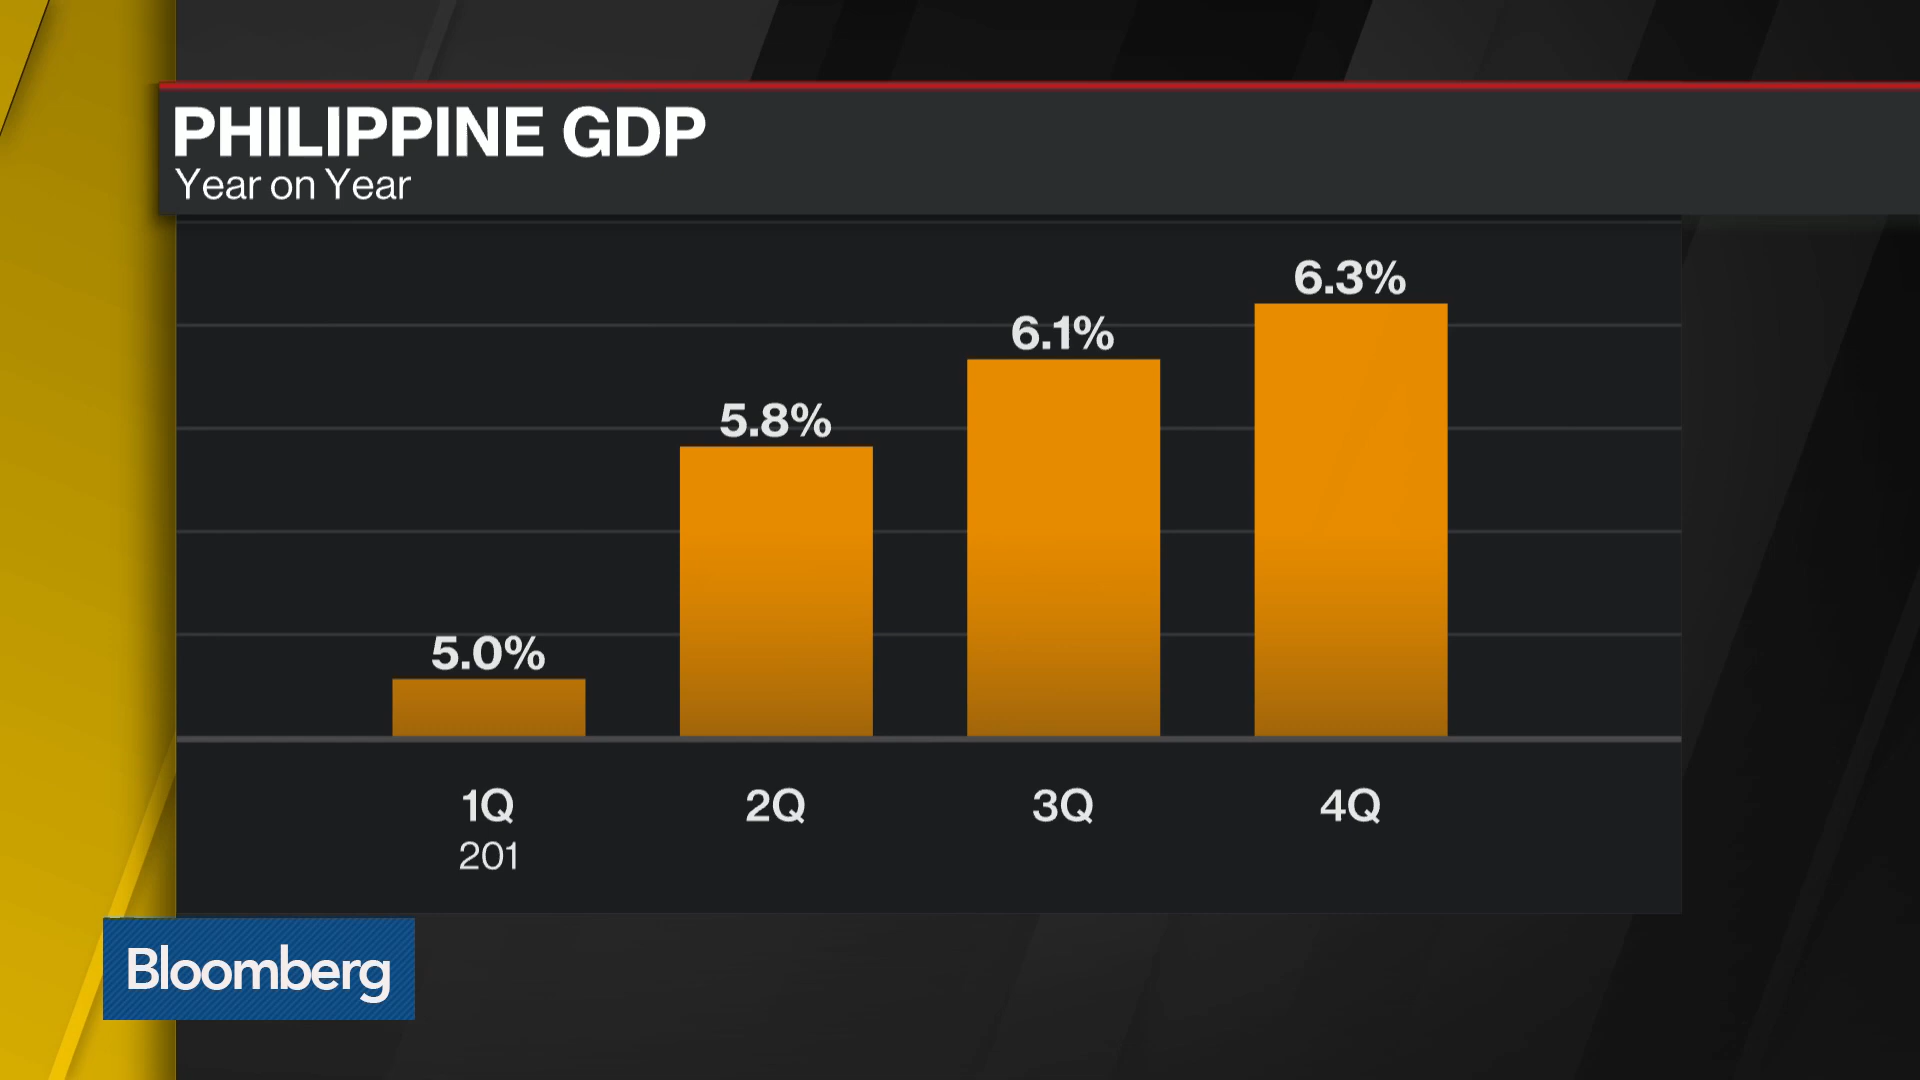 PHILIPPINE GDP
Year on Year
5.0%
5.8%
6.1%
6.3%
1Q
2Q
3Q
4Q
201
Bloomberg